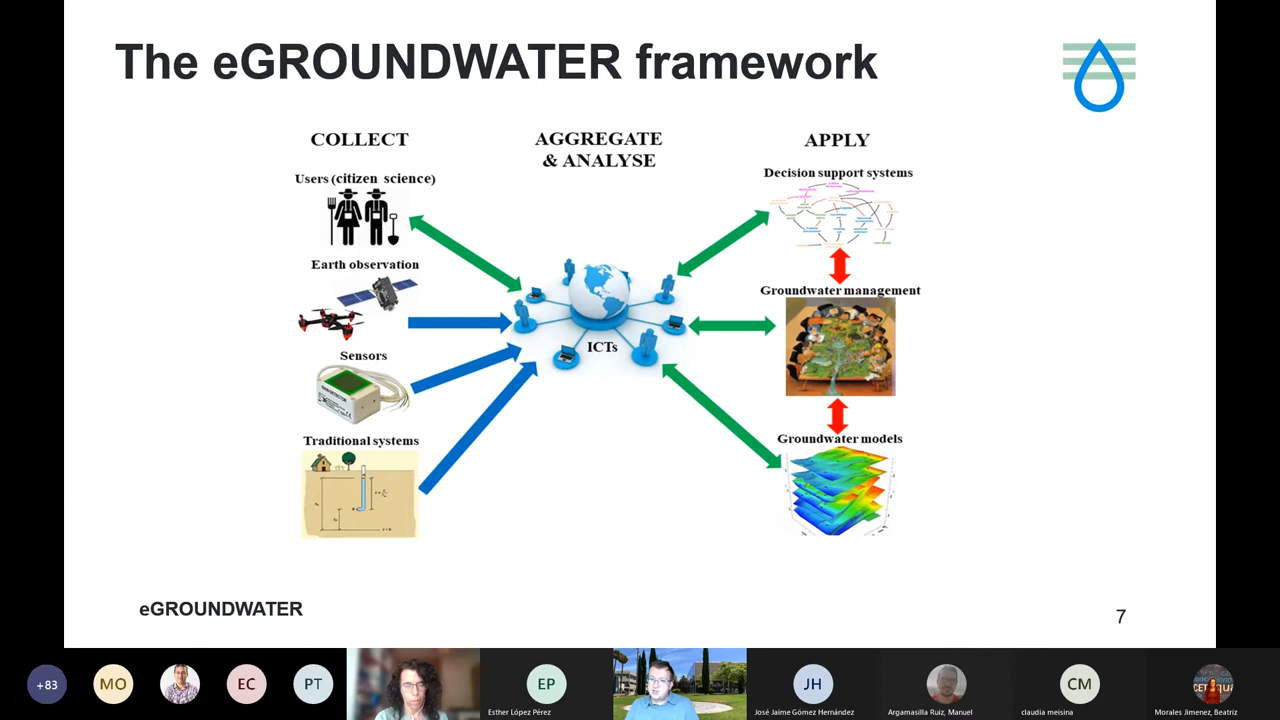 The eGROUNDWATER framework
COLLECT
AGGREGATE
& ANALYSE
APPLY
Users (citizen science)
Earth observation
Sensors
Traditional systems
ICTs
Decision support systems
Groundwater management
Groundwater models
eGROUNDWATER
7
+83
MO
EC
PT
EP
Esther López Pérez
JH
José Jaime Gómez Hernández
Argamasilla Ruiz, Manuel
CM
claudia meisina
Morales Jimenez, Beatriz